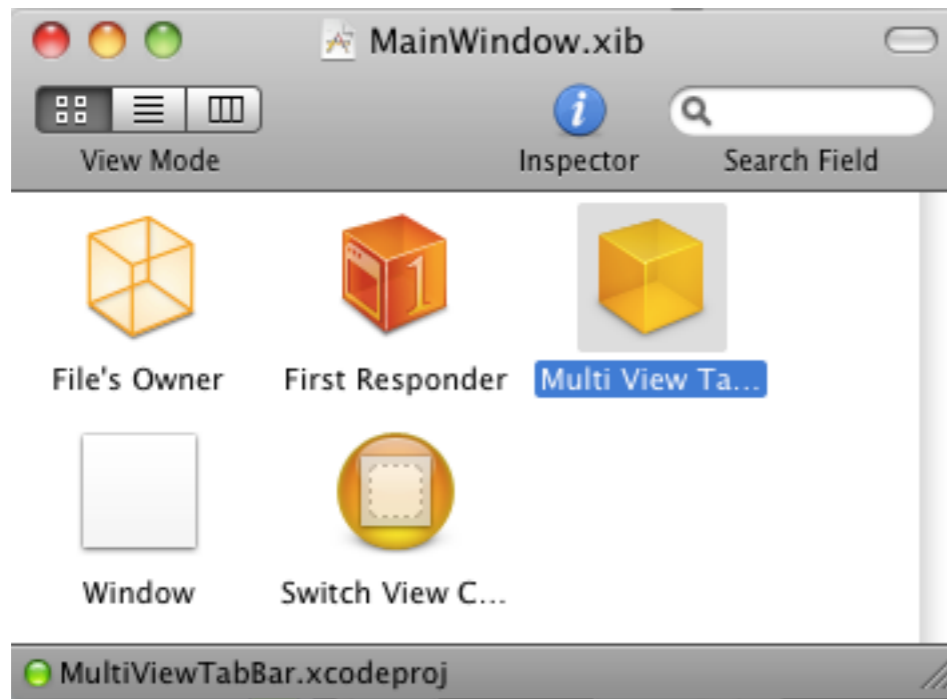 MainWindow.xib
View Mode
Inspector
Search Field
1
File's Owner
First Responder
Multi View Ta...
Window
Switch View C...
MultiViewTabBar.xcodeproj